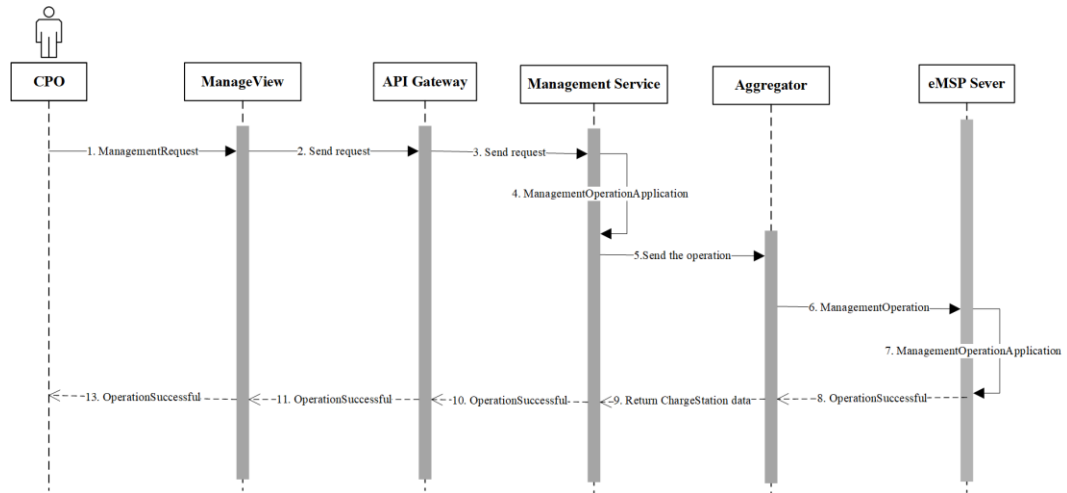 CPO
ManageView
API Gateway
Management Service
Aggregator
eMSP Sever
1. ManagementRequest
2. Send request
3. Send request
4. ManagementOperationApplication
5.Send the operation
6. ManagementOperation
7. ManagementOperationApplication
13. OperationSuccessful
11. OperationSuccessful
10. OperationSuccessful
9. Return ChargeStation data
8. OperationSuccessful